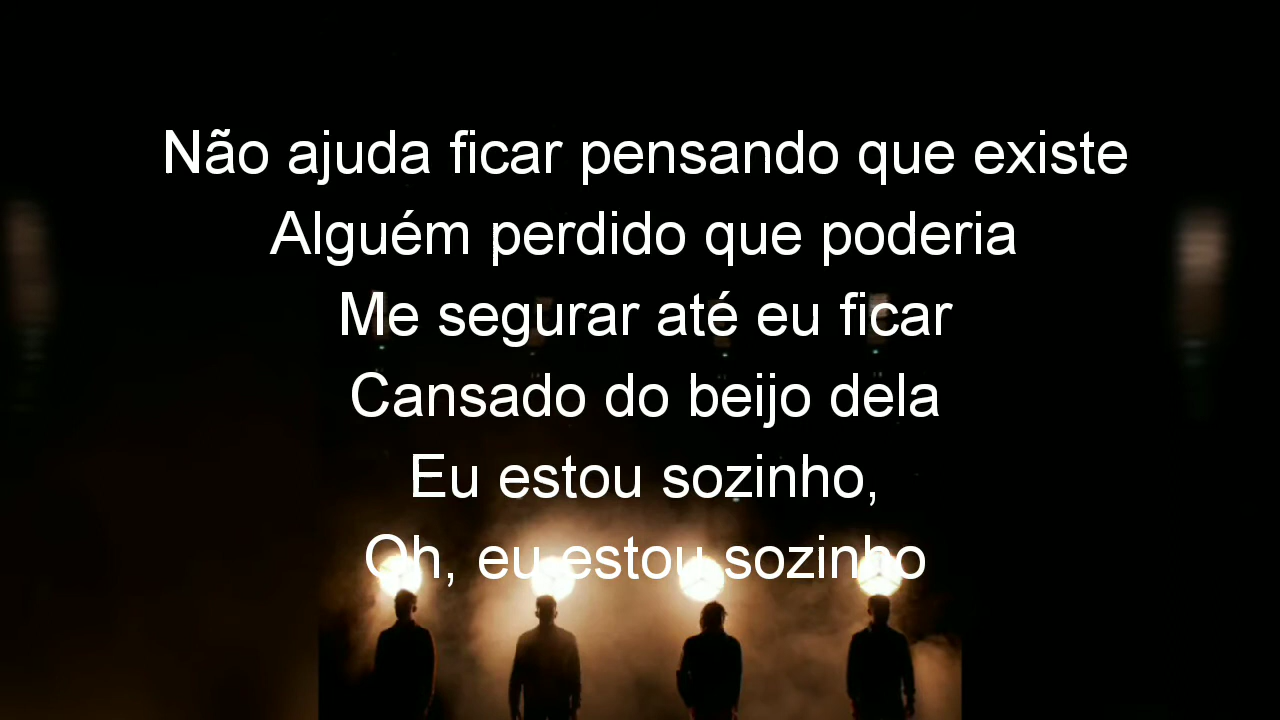 Não ajuda ficar pensando que existe
Alguém perdido que poderia
Me segurar até eu ficar
Cansado do beijo dela
Eu estou sozinho,
Oh, eu estou sozinho